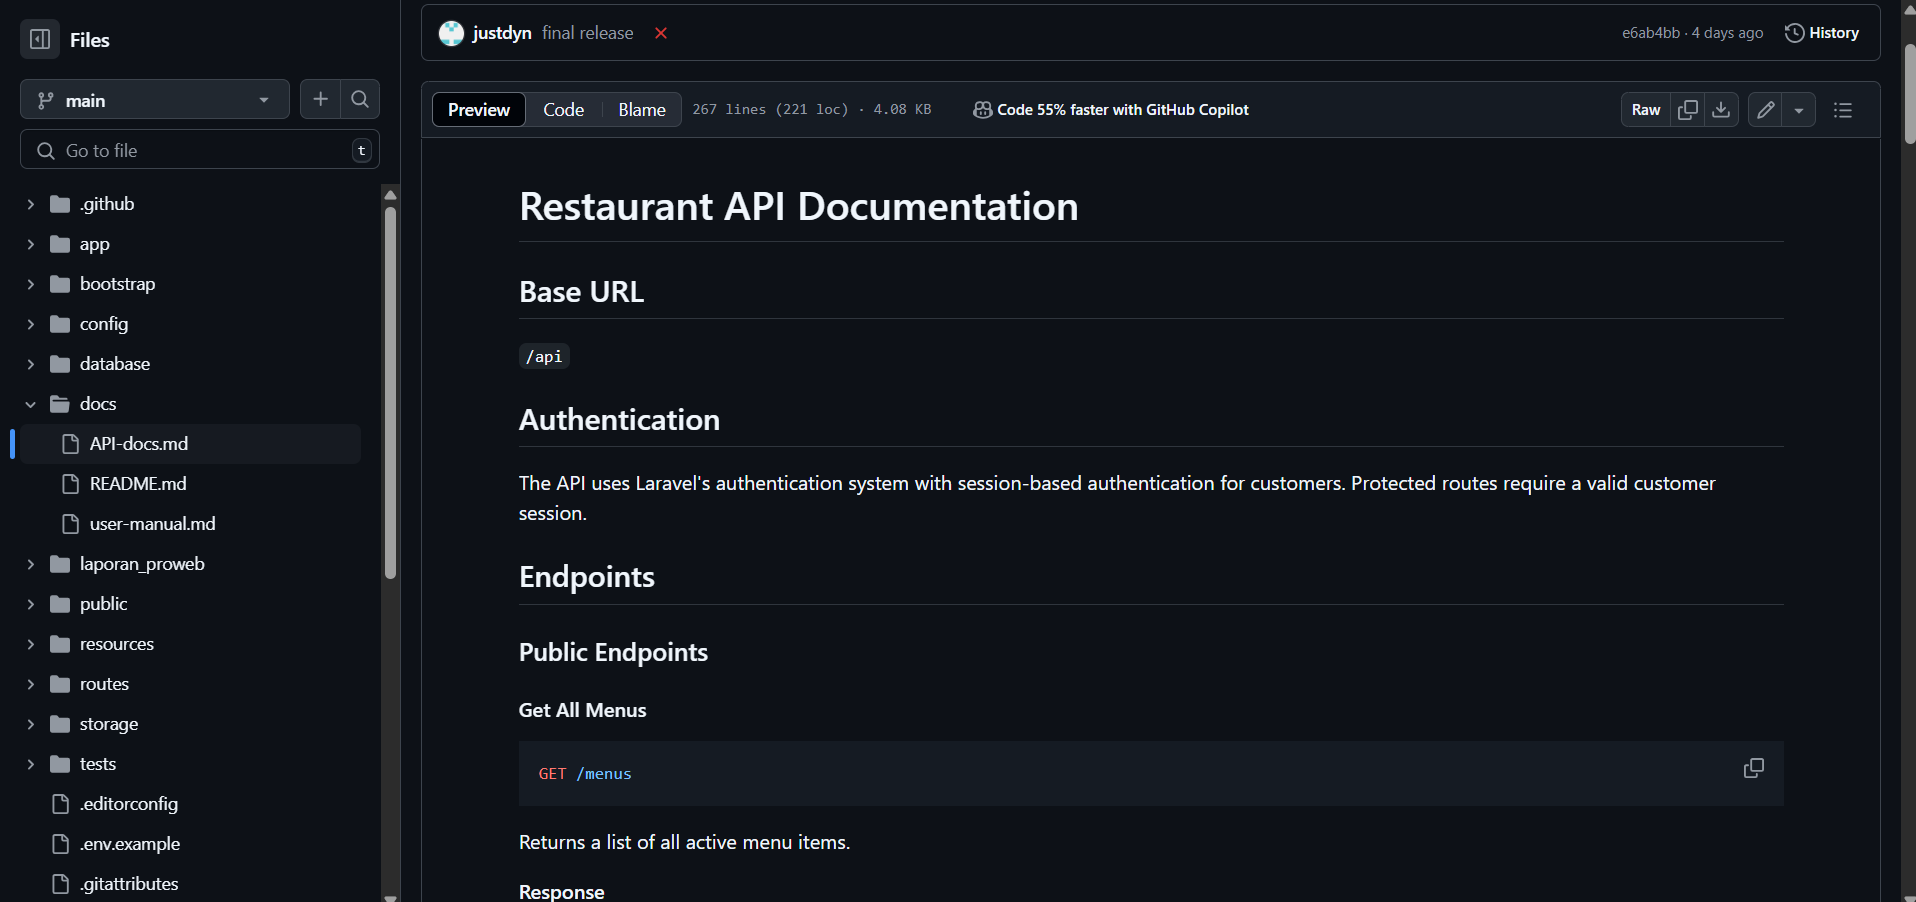 Files
main
Go to file
t
.github
app
bootstrap
config
database
docs
API-docs.md
README.md
user-manual.md
laporan_proweb
public
resources
routes
storage
tests
.editorconfig
.env.example
.gitattributes
justdyn final release
e6ab4bb · 4 days ago
History
Preview Code Blame 267 lines (221 loc) · 4.08 KB Code 55% faster with GitHub Copilot
Raw
Restaurant API Documentation
Base URL
/api
Authentication
The API uses Laravel's authentication system with session-based authentication for customers. Protected routes require a valid customer
session.
Endpoints
Public Endpoints
Get All Menus
GET /menus
Returns a list of all active menu items.
Response